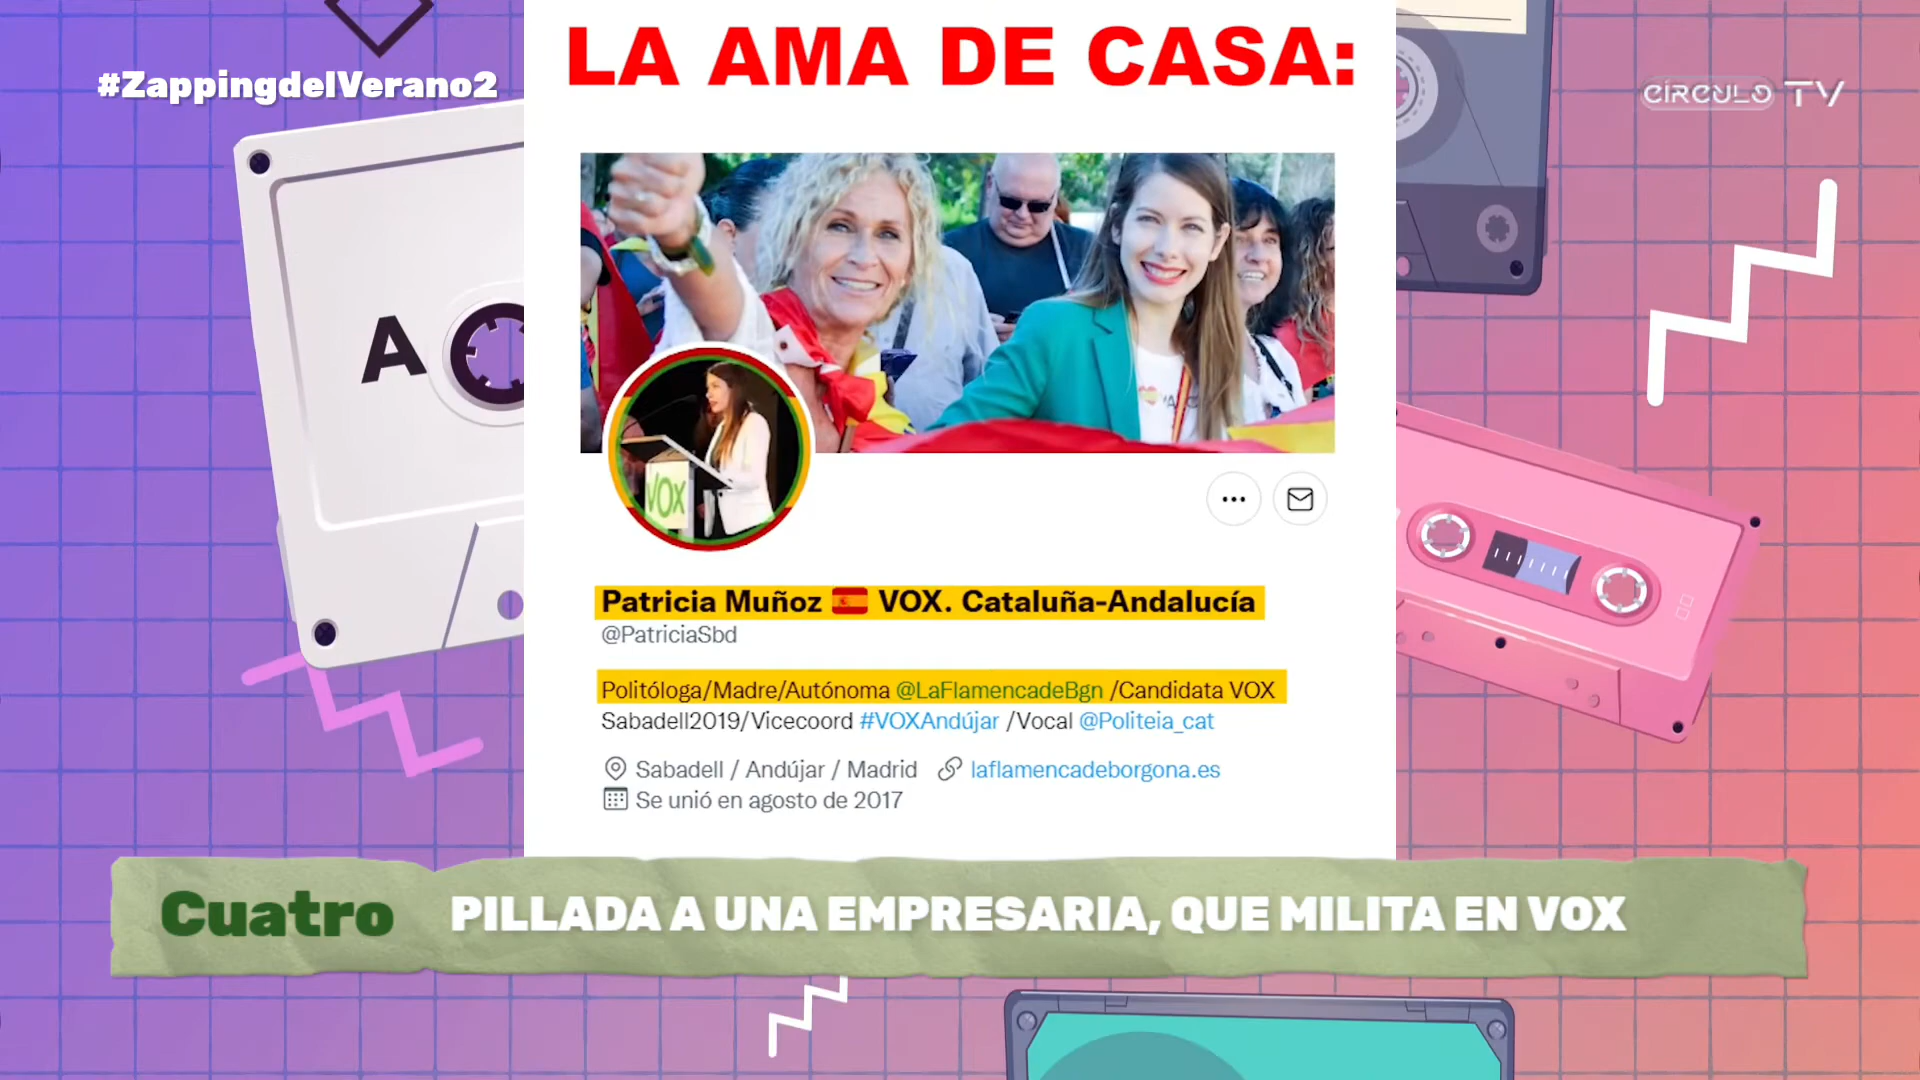 #ZappingdelVerano2
LA AMA DE CASA:
CÍRCULO TV
A
VOX
Patricia Muñoz 🇪🇸 VOX. Cataluña-Andalucía
@PatriciaSbd
Politóloga/Madre/Autónoma @LaFlamencadeBgn /Candidata VOX
Sabadell2019/Vicecoord #VOXAndújar /Vocal @Politeia_cat
Sabadell / Andújar / Madrid laflamencadeborgona.es
Se unió en agosto de 2017
Cuatro PILLADA A UNA EMPRESARIA, QUE MILITA EN VOX